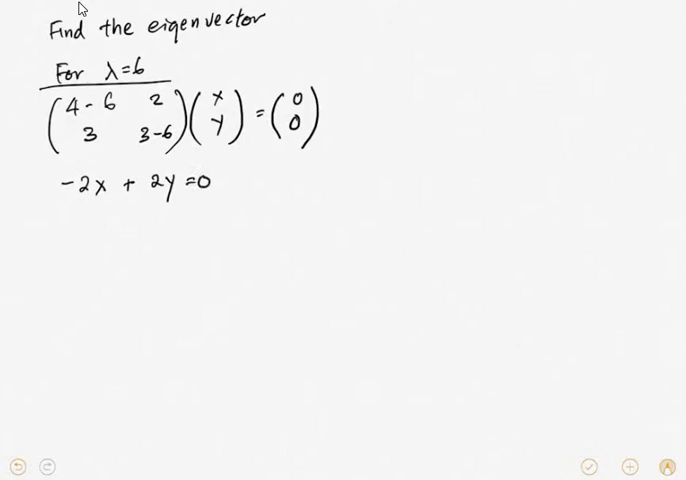 Find the eigenvector
For λ=6
(4-6 2) (x) = (0)
(3 3-6) (y) (0)
-2x + 2y =0